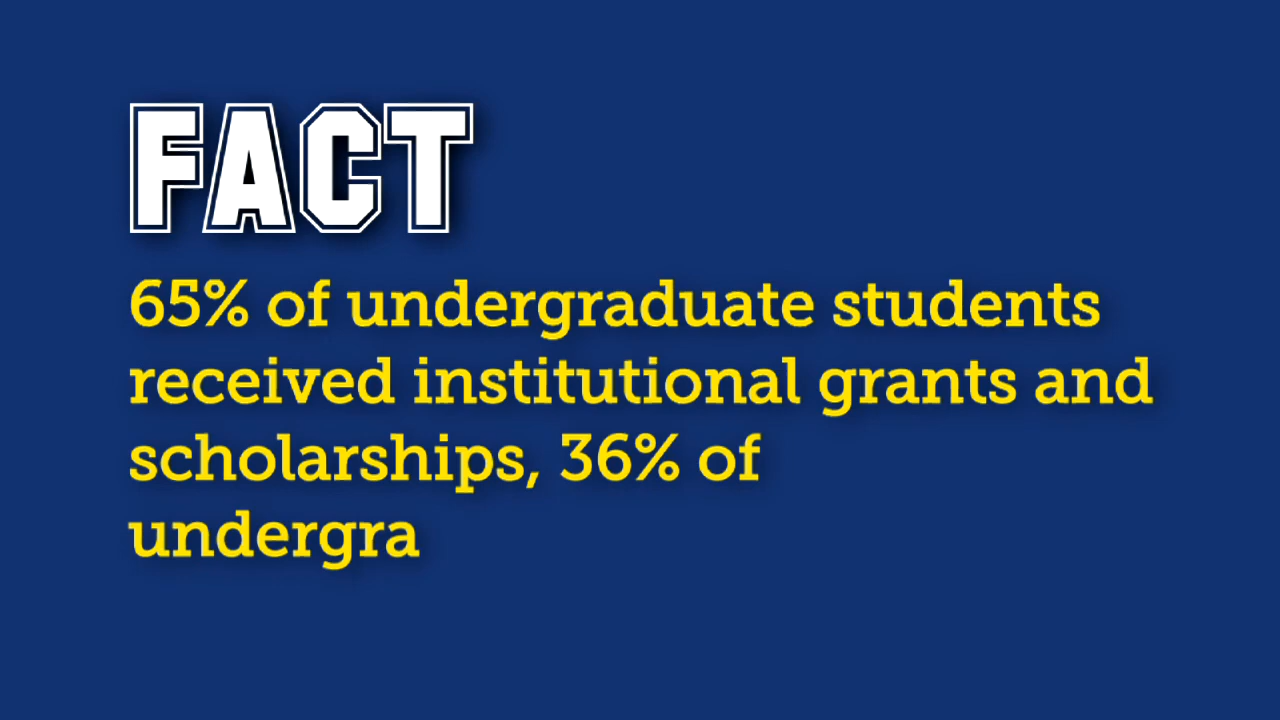 FACT
65% of undergraduate students
received institutional grants and
scholarships, 36% of
undergra